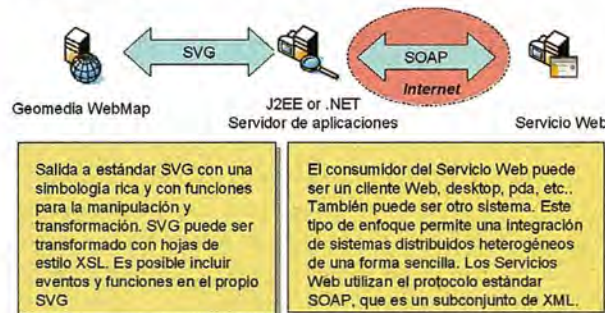 SVG
SOAP
Internet
Geomedia WebMap
J2EE or .NET
Servidor de aplicaciones
Servicio Web
Salida a estándar SVG con una
simbología rica y con funciones
para la manipulación y
transformación. SVG puede ser
transformado con hojas de
estilo XSL. Es posible incluir
eventos y funciones en el propio
SVG
El consumidor del Servicio Web puede
ser un cliente Web, desktop, pda, etc..
También puede ser otro sistema. Este
tipo de enfoque permite una integración
de sistemas distribuidos heterogéneos
de una forma sencilla. Los Servicios
Web utilizan el protocolo estándar
SOAP, que es un subconjunto de XML.